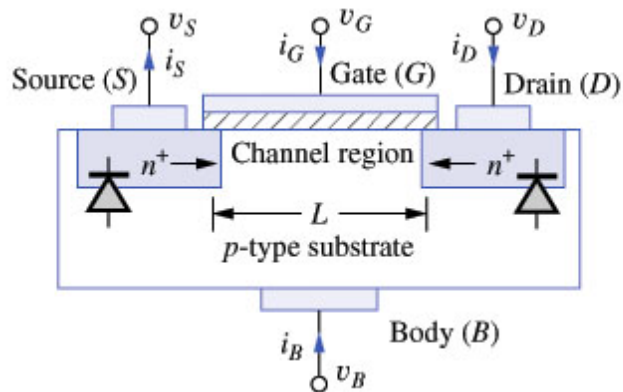 v_S
v_G
v_D
i_S
i_G
i_D
Source (S)
Gate (G)
Drain (D)
n⁺
Channel region
n⁺
L
p-type substrate
Body (B)
i_B
v_B